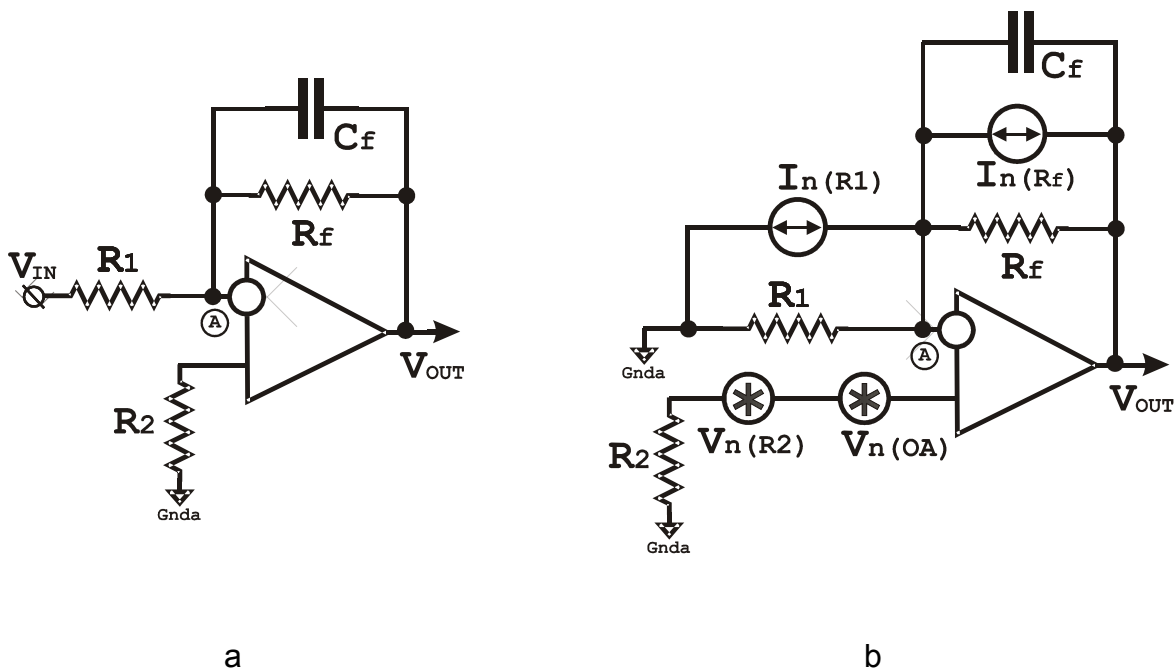 Cf
Rf
R1
VIN
A
VOUT
R2
Gnda
a
Cf
In(R1)
In(Rf)
Rf
R1
A
Gnda
VOUT
Vn(R2)
Vn(OA)
R2
Gnda
b